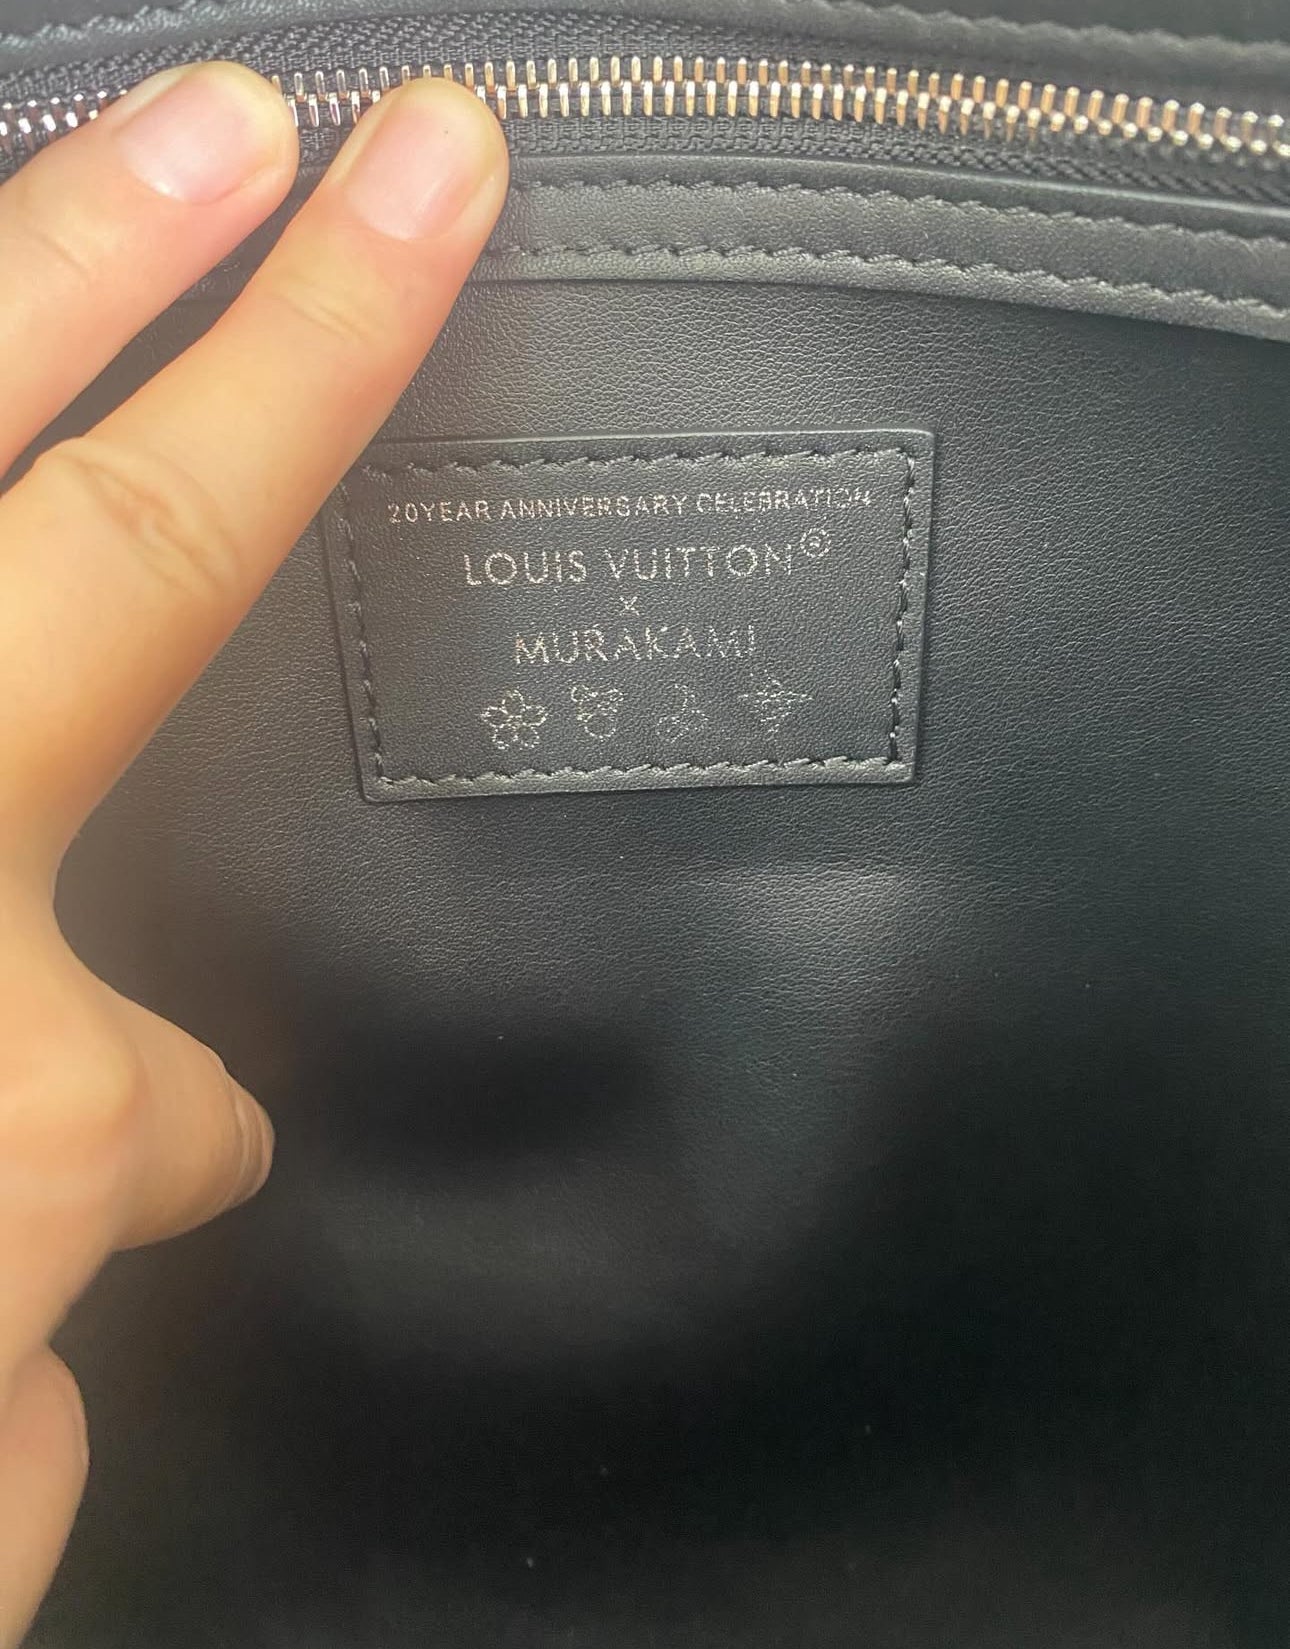 20YEAR ANNIVERSARY CELEBRATION
LOUIS VUITTON®
x
MURAKAMI